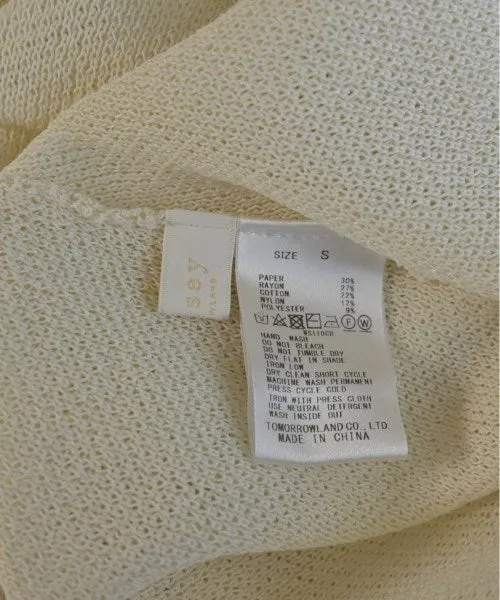 sey
SIZE S
PAPER 30%
RAYON 27%
COTTON 22%
NYLON 12%
POLYESTER 9%
HAND WASH
DO NOT BLEACH
DO NOT TUMBLE DRY
DRY FLAT IN SHADE
IRON LOW
DRY CLEAN SHORT CYCLE
MACHINE WASH PERMANENT
PRESS CYCLE COLD
IRON WITH PRESS CLOTH
USE NEUTRAL DETERGENT
WASH INSIDE OUT
TOMORROWLAND CO., LTD.
MADE IN CHINA